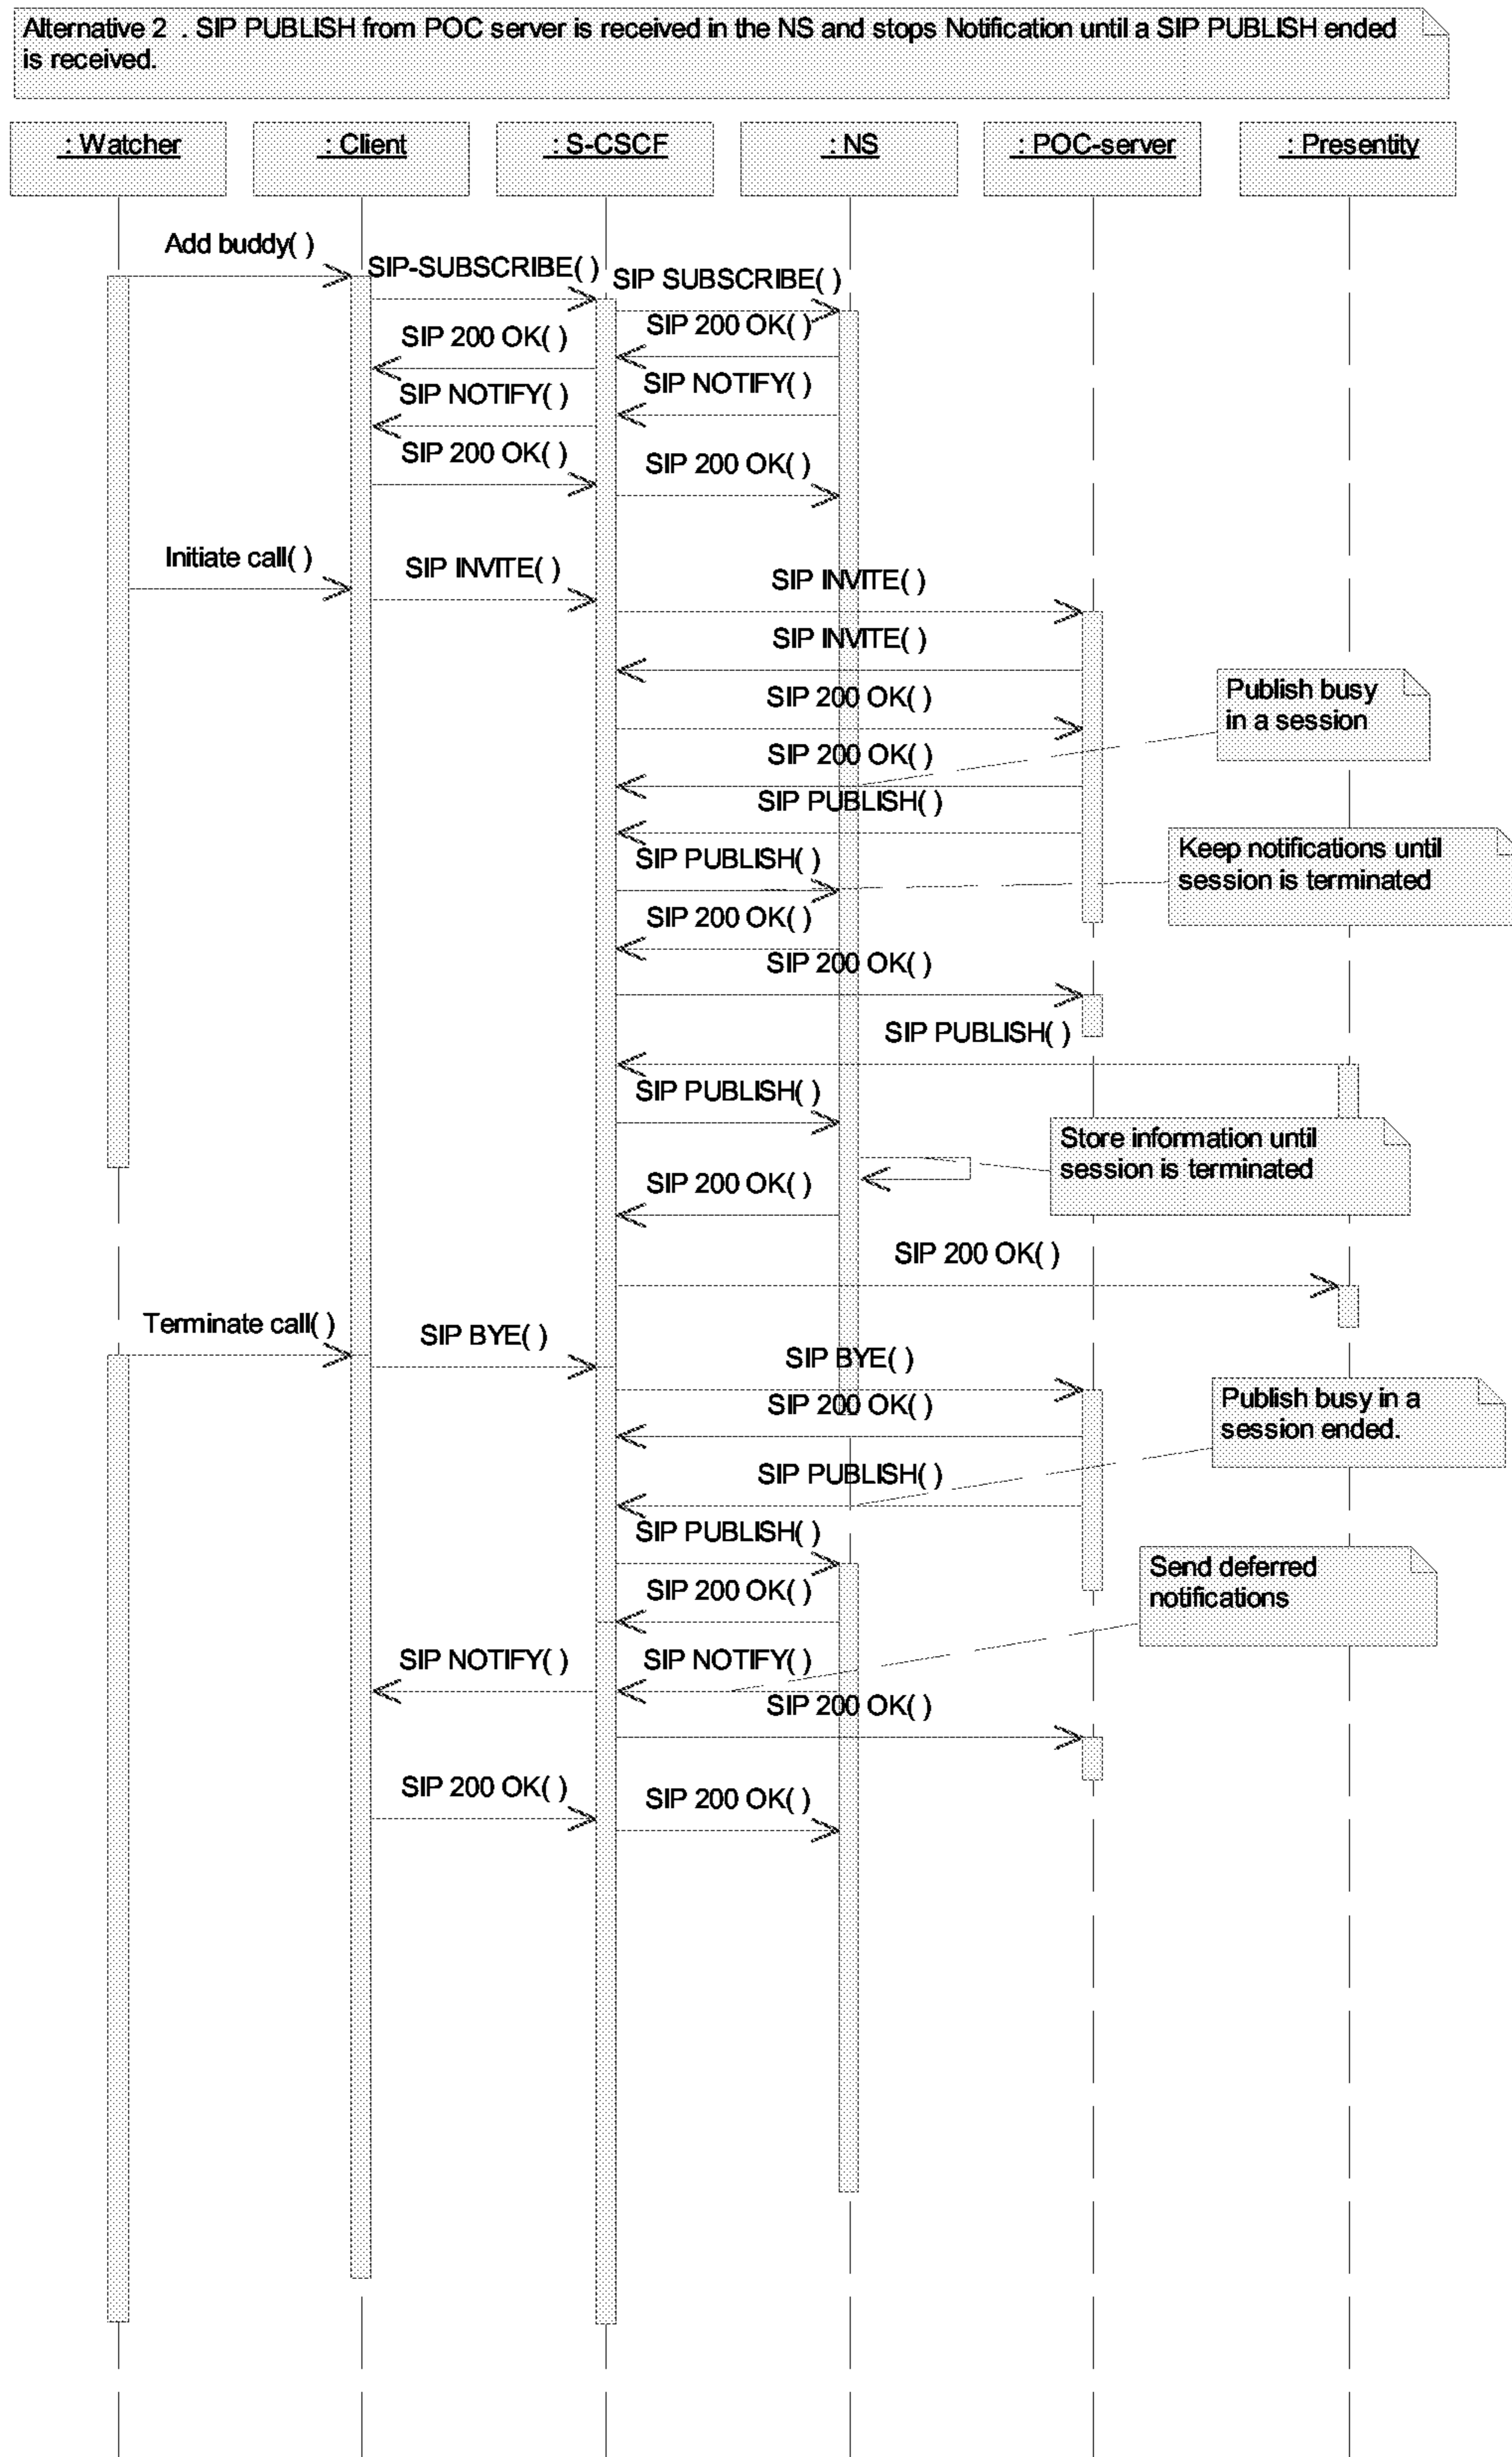 Alternative 2 . SIP PUBLISH from POC server is received in the NS and stops Notification until a SIP PUBLISH ended
is received.
: Watcher
: Client
: S-CSCF
: NS
: POC-server
: Presentity
Add buddy( )
SIP-SUBSCRIBE( )
SIP SUBSCRIBE( )
SIP 200 OK( )
SIP 200 OK( )
SIP NOTIFY( )
SIP NOTIFY( )
SIP 200 OK( )
SIP 200 OK( )
Initiate call( )
SIP INVITE( )
SIP INVITE( )
SIP INVITE( )
SIP 200 OK( )
Publish busy
in a session
SIP 200 OK( )
SIP PUBLISH( )
SIP PUBLISH( )
Keep notifications until
session is terminated
SIP 200 OK( )
SIP 200 OK( )
SIP PUBLISH( )
SIP PUBLISH( )
Store information until
session is terminated
SIP 200 OK( )
SIP 200 OK( )
Terminate call( )
SIP BYE( )
SIP BYE( )
SIP 200 OK( )
Publish busy in a
session ended.
SIP PUBLISH( )
SIP PUBLISH( )
Send deferred
notifications
SIP 200 OK( )
SIP NOTIFY( )
SIP NOTIFY( )
SIP 200 OK( )
SIP 200 OK( )
SIP 200 OK( )